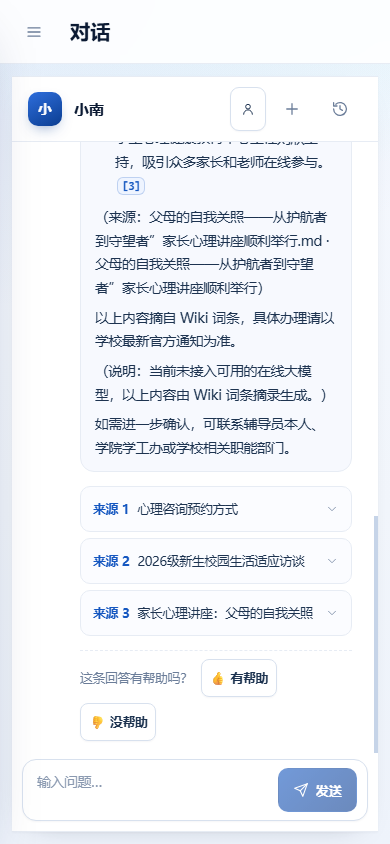 对话
小 小南
持，吸引众多家长和老师在线参与。
[3]
（来源：父母的自我关照——从护航者
到守望者”家长心理讲座顺利举行.md ·
父母的自我关照——从护航者到守望
者”家长心理讲座顺利举行）
以上内容摘自 Wiki 词条，具体办理请以
学校最新官方通知为准。
（说明：当前未接入可用的在线大模
型，以上内容由 Wiki 词条摘录生成。）
如需进一步确认，可联系辅导员本人、
学院学工办或学校相关职能部门。
来源 1 心理咨询预约方式
来源 2 2026级新生校园生活适应访谈
来源 3 家长心理讲座：父母的自我关照
这条回答有帮助吗？ 👍 有帮助
👎 没帮助
输入问题... 发送